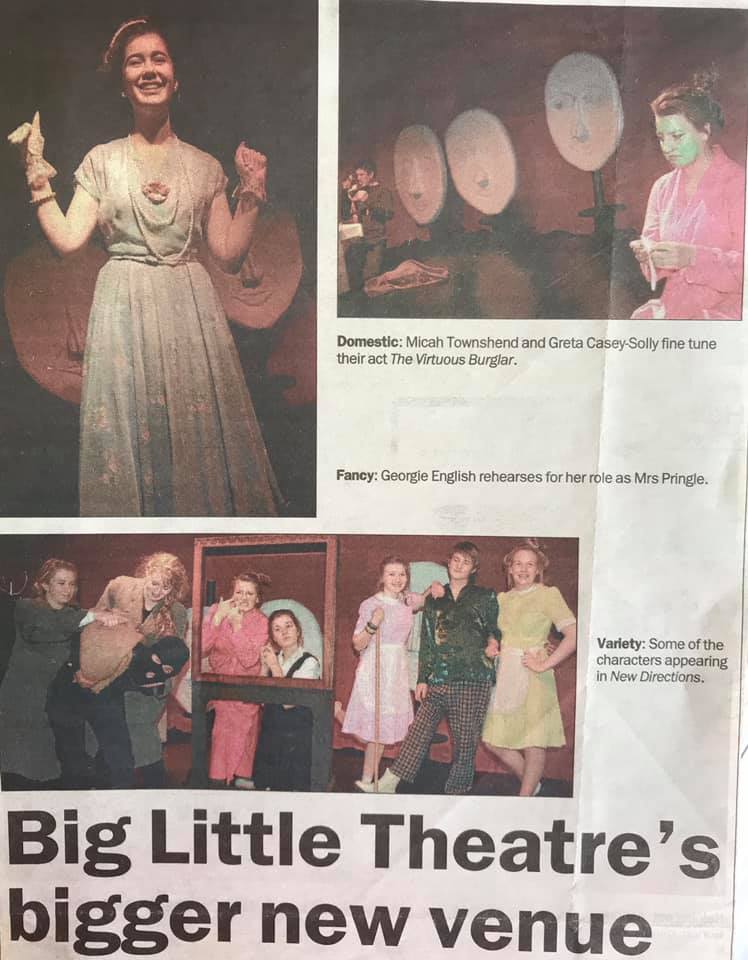 Domestic: Micah Townshend and Greta Casey-Solly fine tune
their act The Virtuous Burglar.
Fancy: Georgie English rehearses for her role as Mrs Pringle.
Variety: Some of the
characters appearing
in New Directions.
Big Little Theatre's
bigger new venue